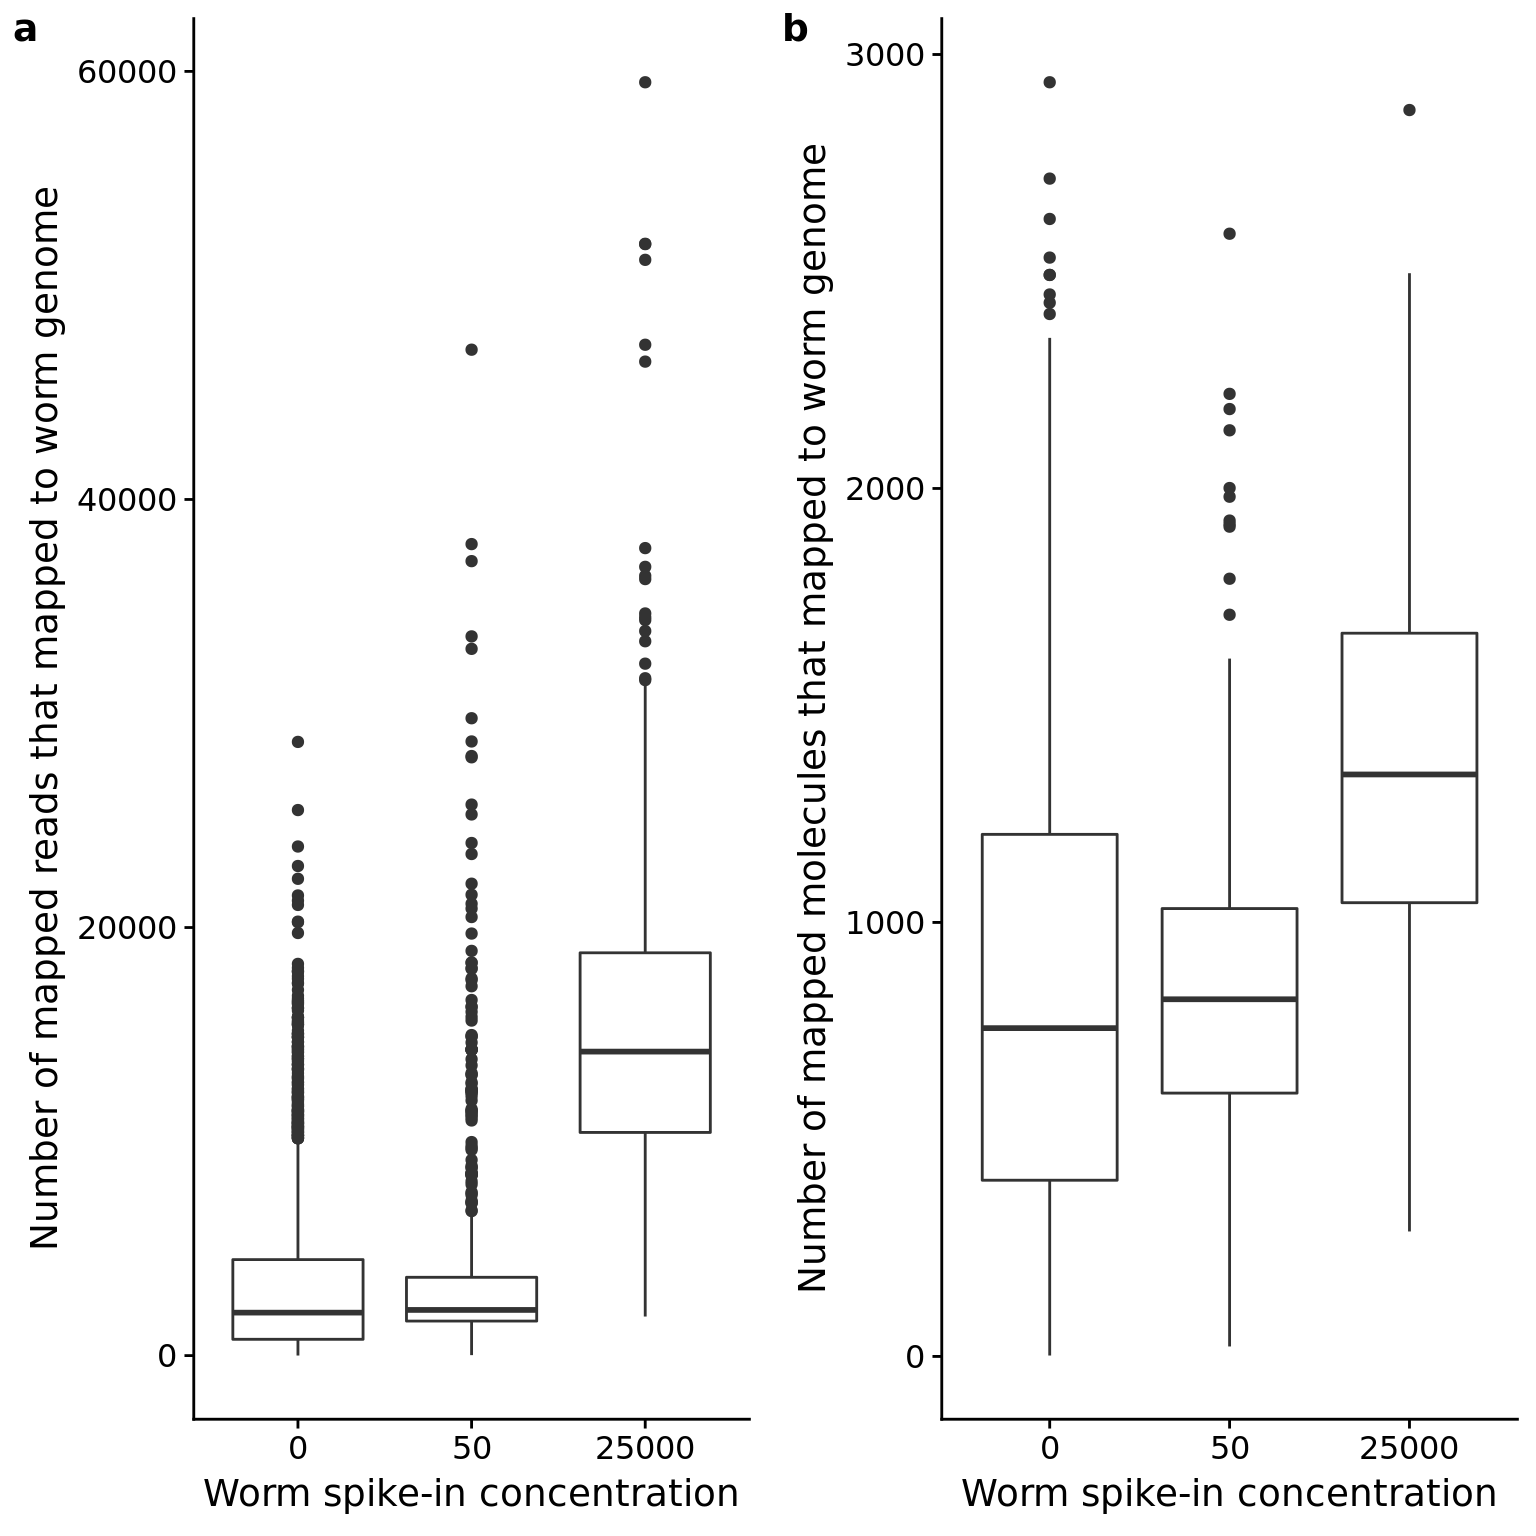 a
Number of mapped reads that mapped to worm genome
60000
40000
20000
0
0 50 25000
Worm spike-in concentration
b
Number of mapped molecules that mapped to worm genome
3000
2000
1000
0
0 50 25000
Worm spike-in concentration